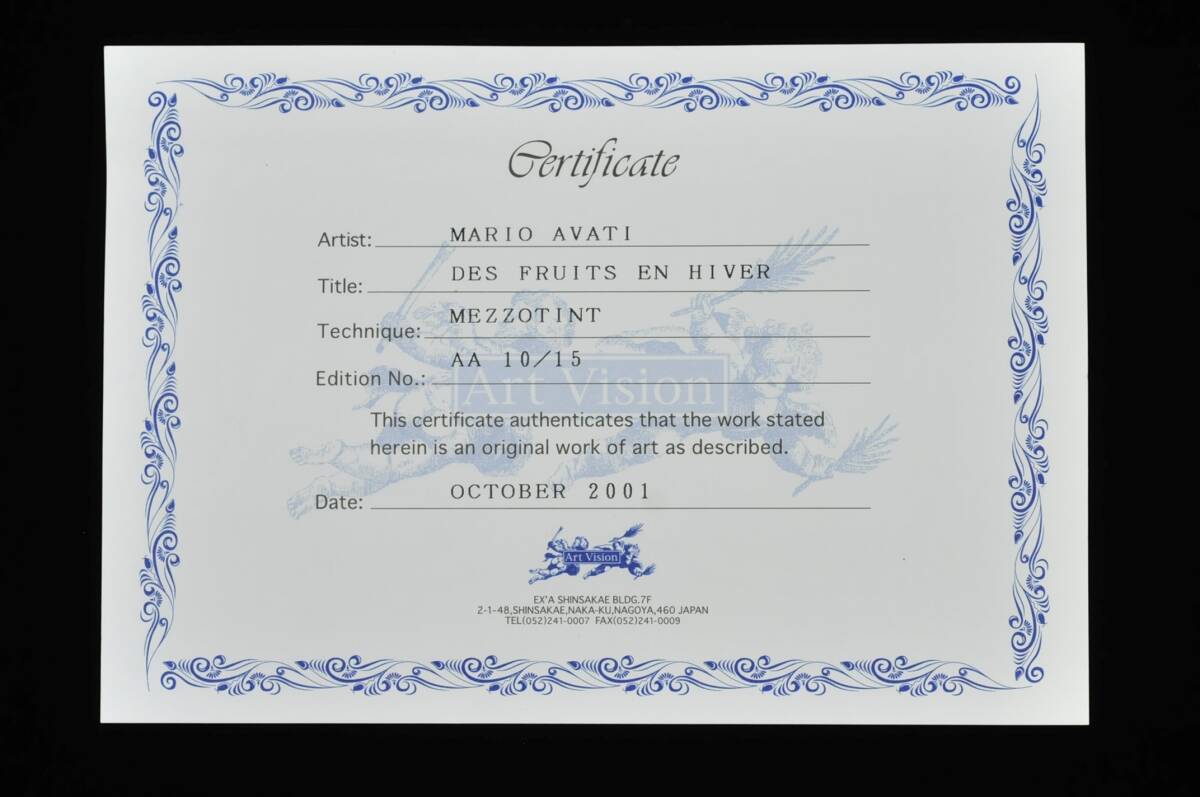 Certificate
Artist: MARIO AVATI
Title: DES FRUITS EN HIVER
Technique: MEZZOTINT
Edition No.: AA 10/15
Art Vision
This certificate authenticates that the work stated
herein is an original work of art as described.
Date: OCTOBER 2001
Art Vision
EX'A SHINSAKAE BLDG.7F
2-1-48,SHINSAKAE,NAKA-KU,NAGOYA,460 JAPAN
TEL(052)241-0007 FAX(052)241-0009